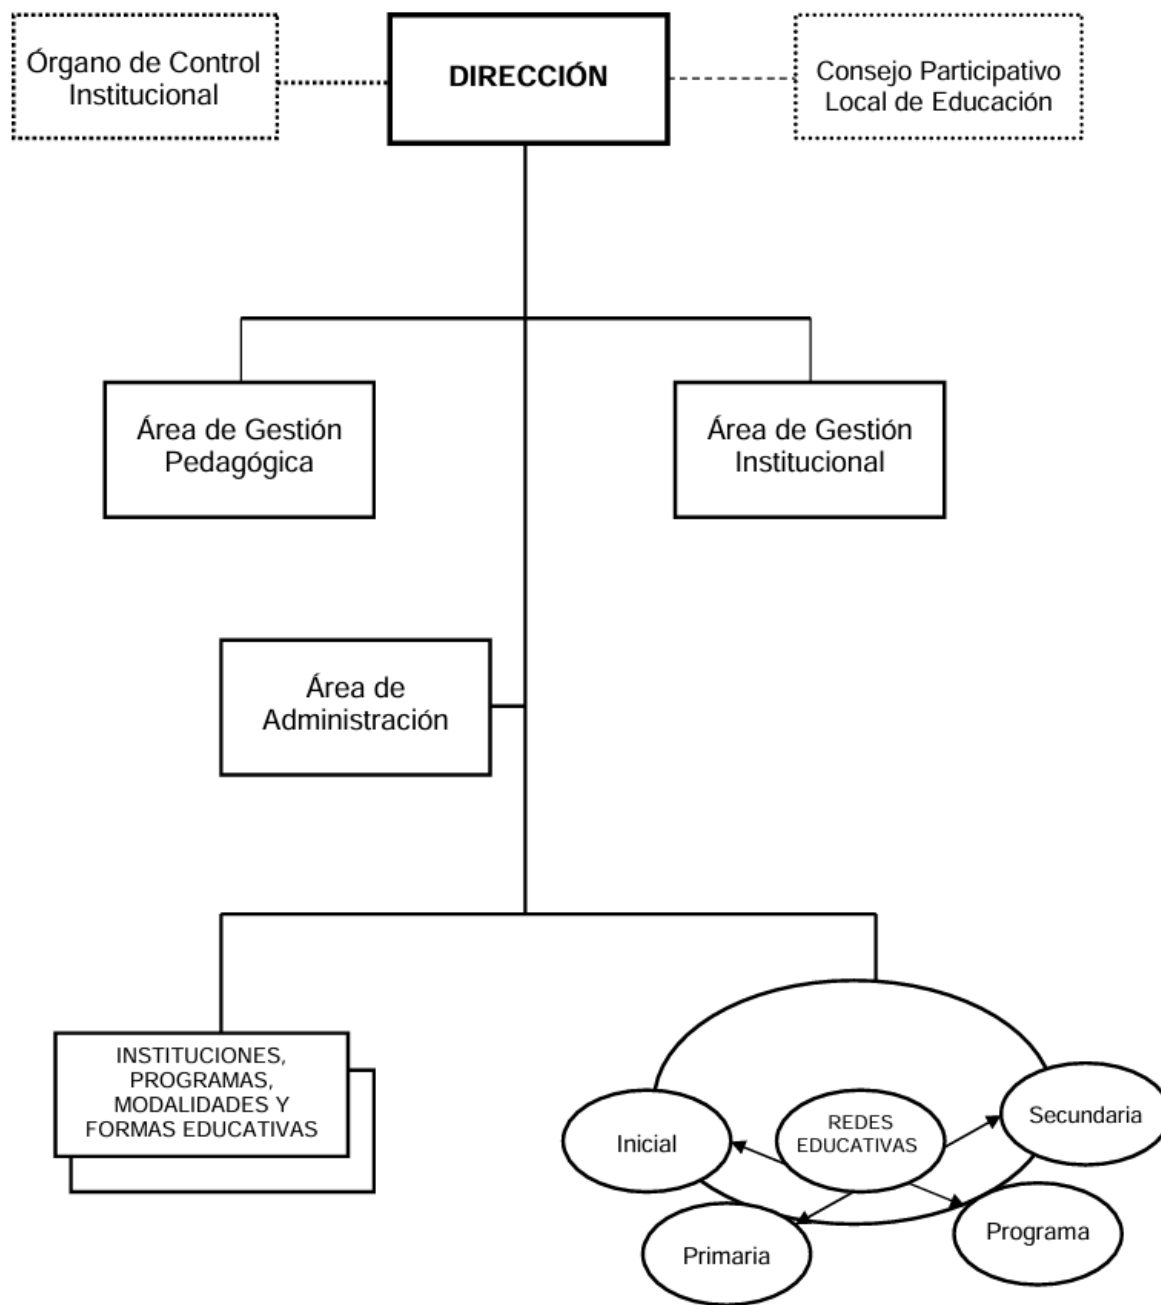 Órgano de Control
Institucional
DIRECCIÓN
Consejo Participativo
Local de Educación
Área de Gestión
Pedagógica
Área de Gestión
Institucional
Área de
Administración
INSTITUCIONES,
PROGRAMAS,
MODALIDADES Y
FORMAS EDUCATIVAS
Inicial
REDES
EDUCATIVAS
Secundaria
Primaria
Programa